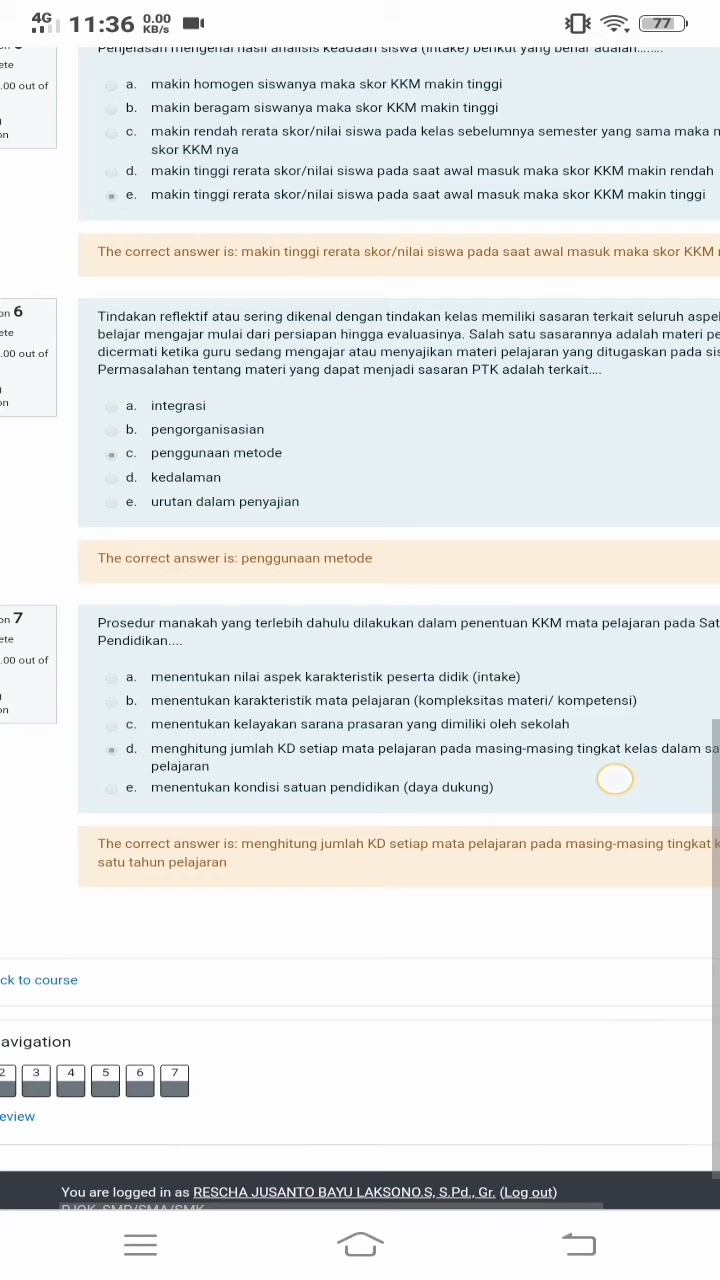 4G 11:36 0.00 KB/s 77
Penjelasan mengenai hasil analisis keadaan siswa (intake) berikut yang benar adalah........
ete
.00 out of
on
a. makin homogen siswanya maka skor KKM makin tinggi
b. makin beragam siswanya maka skor KKM makin tinggi
c. makin rendah rerata skor/nilai siswa pada kelas sebelumnya semester yang sama maka
skor KKM nya
d. makin tinggi rerata skor/nilai siswa pada saat awal masuk maka skor KKM makin rendah
e. makin tinggi rerata skor/nilai siswa pada saat awal masuk maka skor KKM makin tinggi
The correct answer is: makin tinggi rerata skor/nilai siswa pada saat awal masuk maka skor KKM
on 6
ete
.00 out of
on
Tindakan reflektif atau sering dikenal dengan tindakan kelas memiliki sasaran terkait seluruh aspe
belajar mengajar mulai dari persiapan hingga evaluasinya. Salah satu sasarannya adalah materi pe
dicermati ketika guru sedang mengajar atau menyajikan materi pelajaran yang ditugaskan pada sis
Permasalahan tentang materi yang dapat menjadi sasaran PTK adalah terkait....
a. integrasi
b. pengorganisasian
c. penggunaan metode
d. kedalaman
e. urutan dalam penyajian
The correct answer is: penggunaan metode
on 7
ete
.00 out of
on
Prosedur manakah yang terlebih dahulu dilakukan dalam penentuan KKM mata pelajaran pada Sat
Pendidikan....
a. menentukan nilai aspek karakteristik peserta didik (intake)
b. menentukan karakteristik mata pelajaran (kompleksitas materi/ kompetensi)
c. menentukan kelayakan sarana prasaran yang dimiliki oleh sekolah
d. menghitung jumlah KD setiap mata pelajaran pada masing-masing tingkat kelas dalam sa
pelajaran
e. menentukan kondisi satuan pendidikan (daya dukung)
The correct answer is: menghitung jumlah KD setiap mata pelajaran pada masing-masing tingkat k
satu tahun pelajaran
ck to course
avigation
2 3 4 5 6 7
eview
You are logged in as RESCHA JUSANTO BAYU LAKSONO.S, S.Pd., Gr. (Log out)
PJOK SMP/SMA/SMK